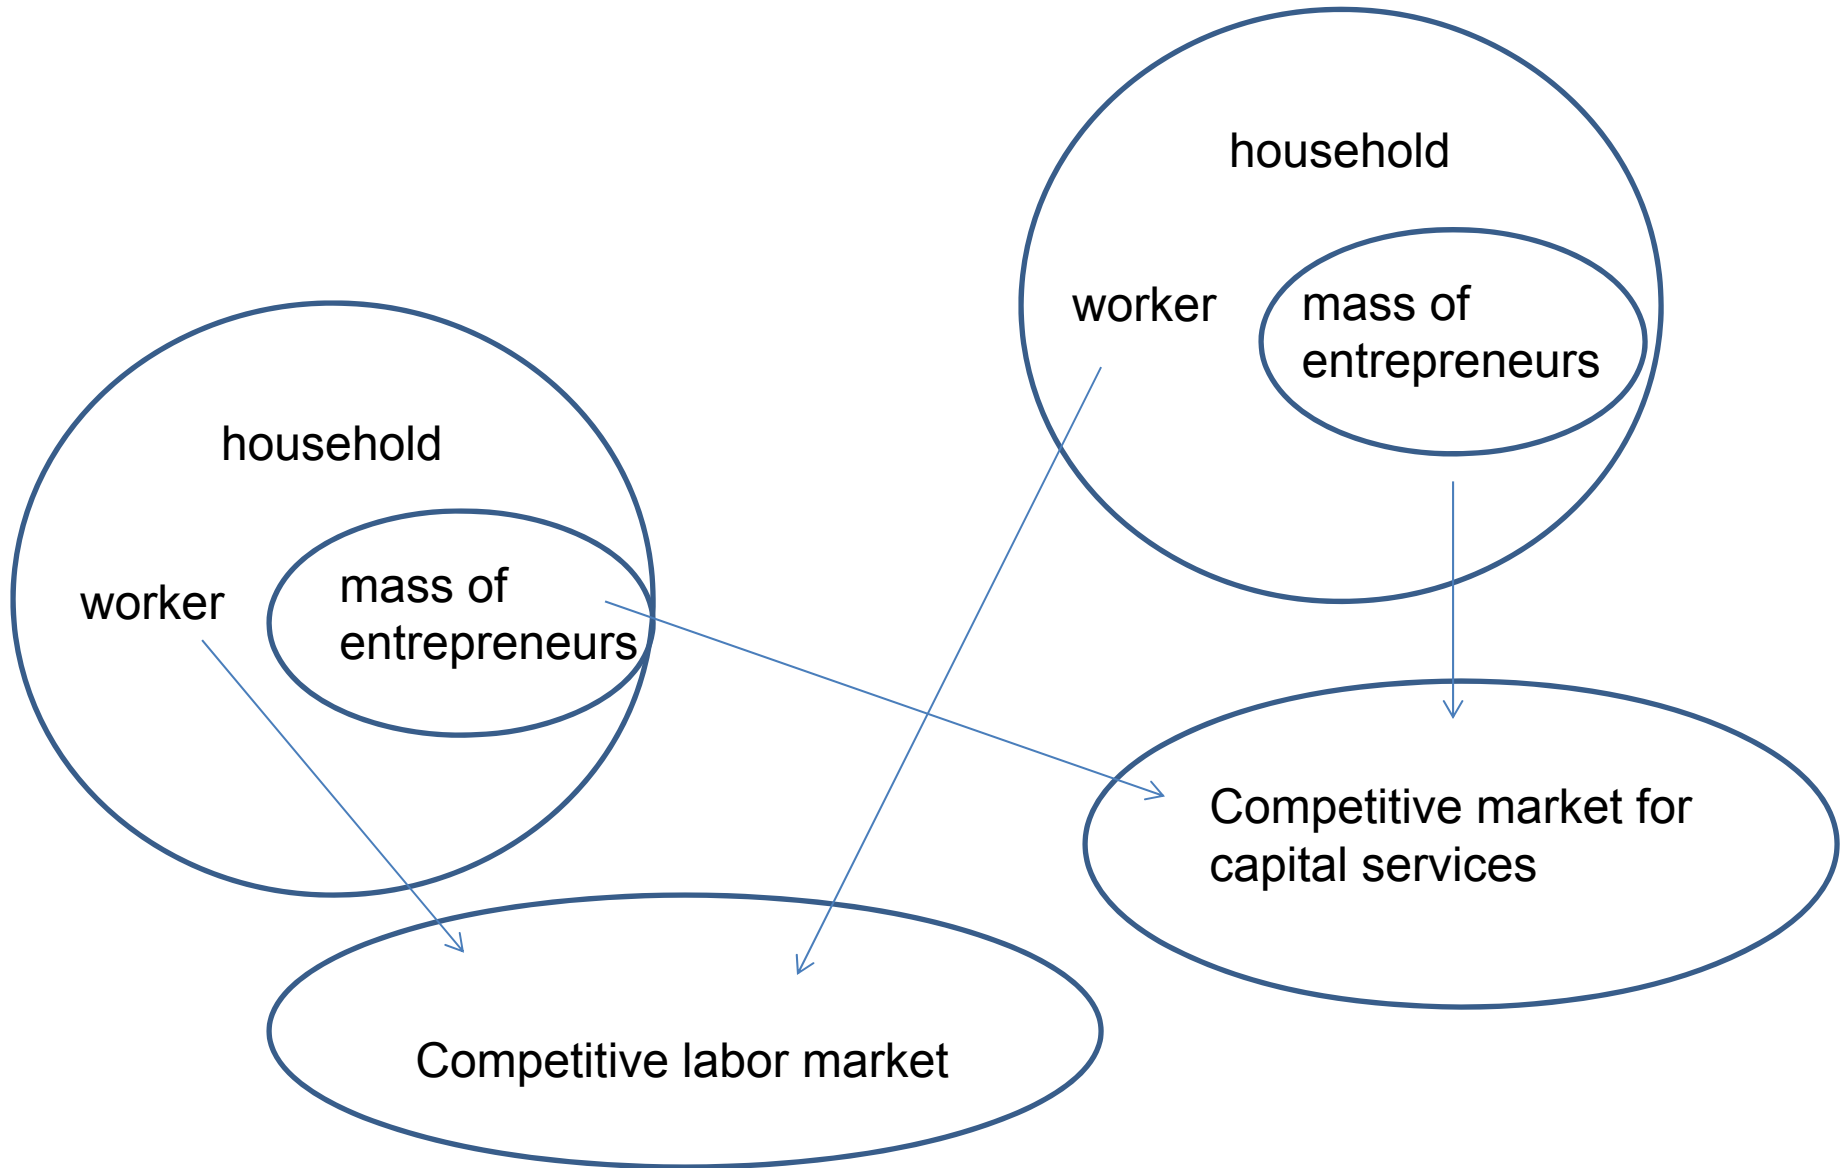 household
worker
mass of
entrepreneurs
household
worker
mass of
entrepreneurs
Competitive market for
capital services
Competitive labor market